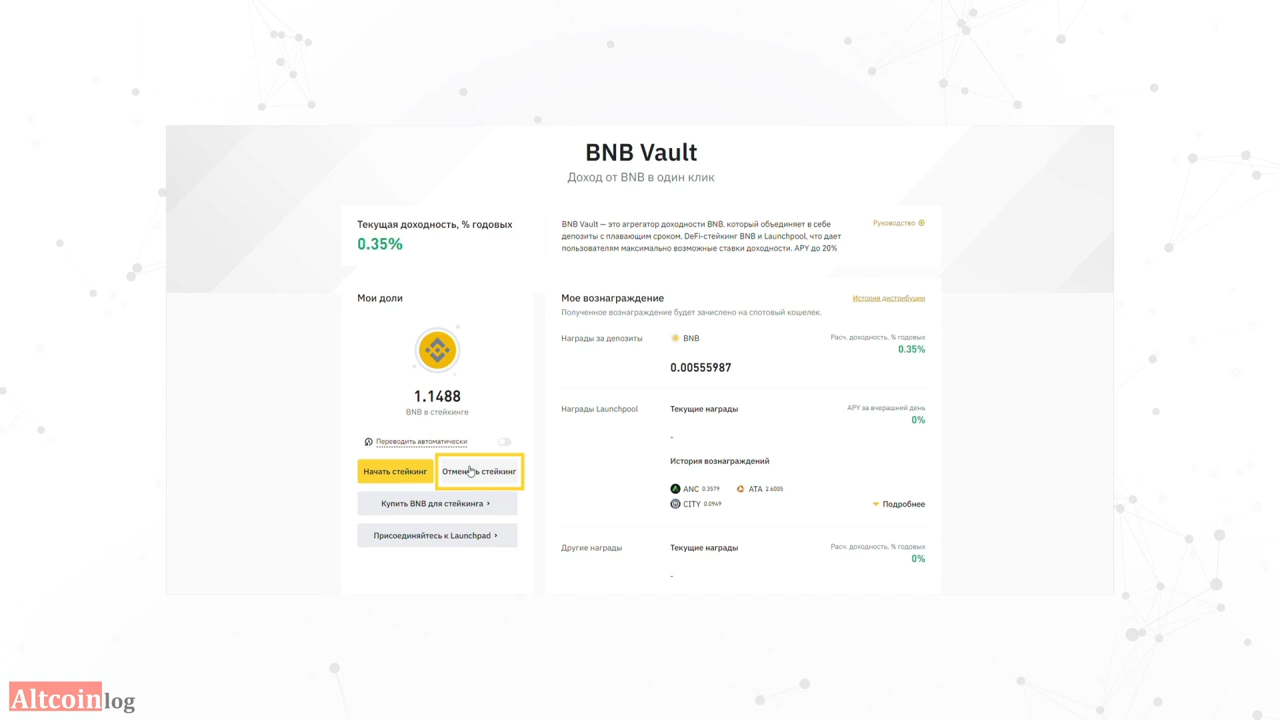 BNB Vault
Доход от BNB в один клик
Текущая доходность, % годовых
0.35%
BNB Vault — это агрегатор доходности BNB, который объединяет в себе
депозиты с плавающим сроком, DeFi-стейкинг BNB и Launchpool, что дает
пользователям максимально возможные ставки доходности. APY до 20%
Руководство
Мои доли
1.1488
BNB в стейкинге
Переводить автоматически
Начать стейкинг
Отменить стейкинг
Купить BNB для стейкинга ›
Присоединяйтесь к Launchpad ›
Мое вознаграждение
История дистрибуции
Полученное вознаграждение будет зачислено на спотовый кошелек.
Награды за депозиты
BNB
0.00555987
Расч. доходность, % годовых
0.35%
Награды Launchpool
Текущие награды
-
APY за вчерашний день
0%
История вознаграждений
ANC 0.3579 ATA 2.6005
CITY 0.0949
Подробнее
Другие награды
Текущие награды
-
Расч. доходность, % годовых
0%
Altcoinlog